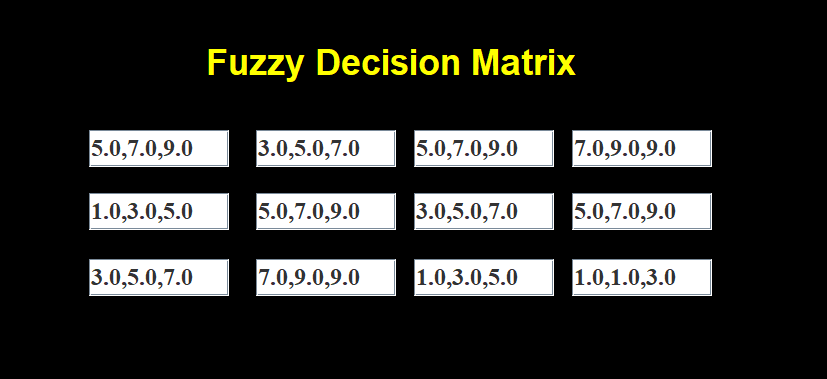 Fuzzy Decision Matrix
5.0,7.0,9.0 3.0,5.0,7.0 5.0,7.0,9.0 7.0,9.0,9.0
1.0,3.0,5.0 5.0,7.0,9.0 3.0,5.0,7.0 5.0,7.0,9.0
3.0,5.0,7.0 7.0,9.0,9.0 1.0,3.0,5.0 1.0,1.0,3.0